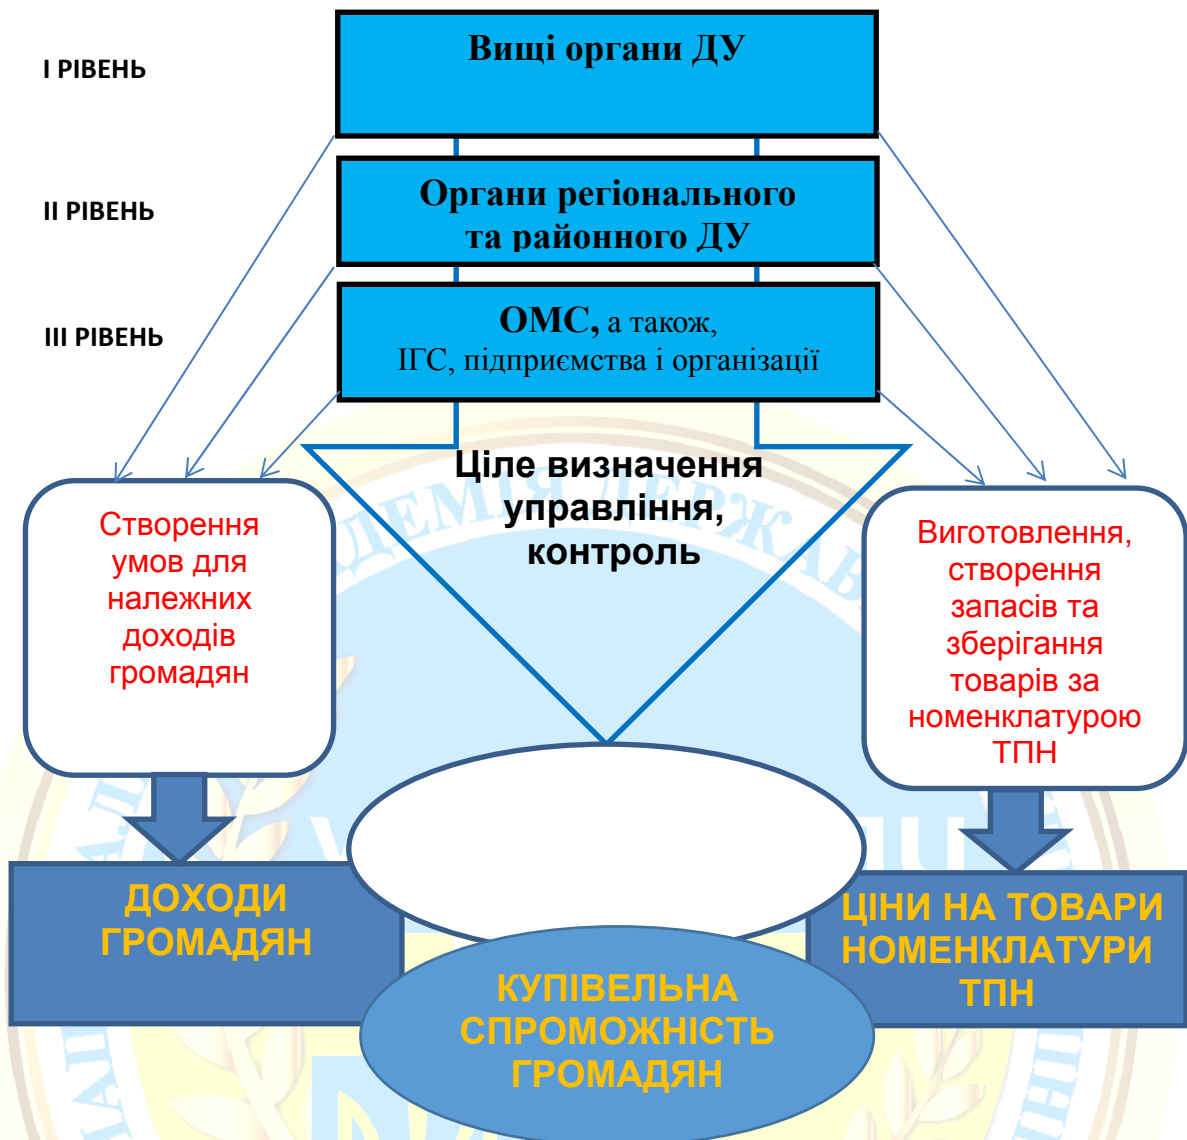 І РІВЕНЬ
Вищі органи ДУ
ІІ РІВЕНЬ
Органи регіонального
та районного ДУ
ІІІ РІВЕНЬ
ОМС, а також,
ІГС, підприємства і організації
Ціле визначення
управління,
контроль
Створення
умов для
належних
доходів
громадян
Виготовлення,
створення
запасів та
зберігання
товарів за
номенклатурою
ТПН
ДОХОДИ
ГРОМАДЯН
ЦІНИ НА ТОВАРИ
НОМЕНКЛАТУРИ
ТПН
КУПІВЕЛЬНА
СПРОМОЖНІСТЬ
ГРОМАДЯН